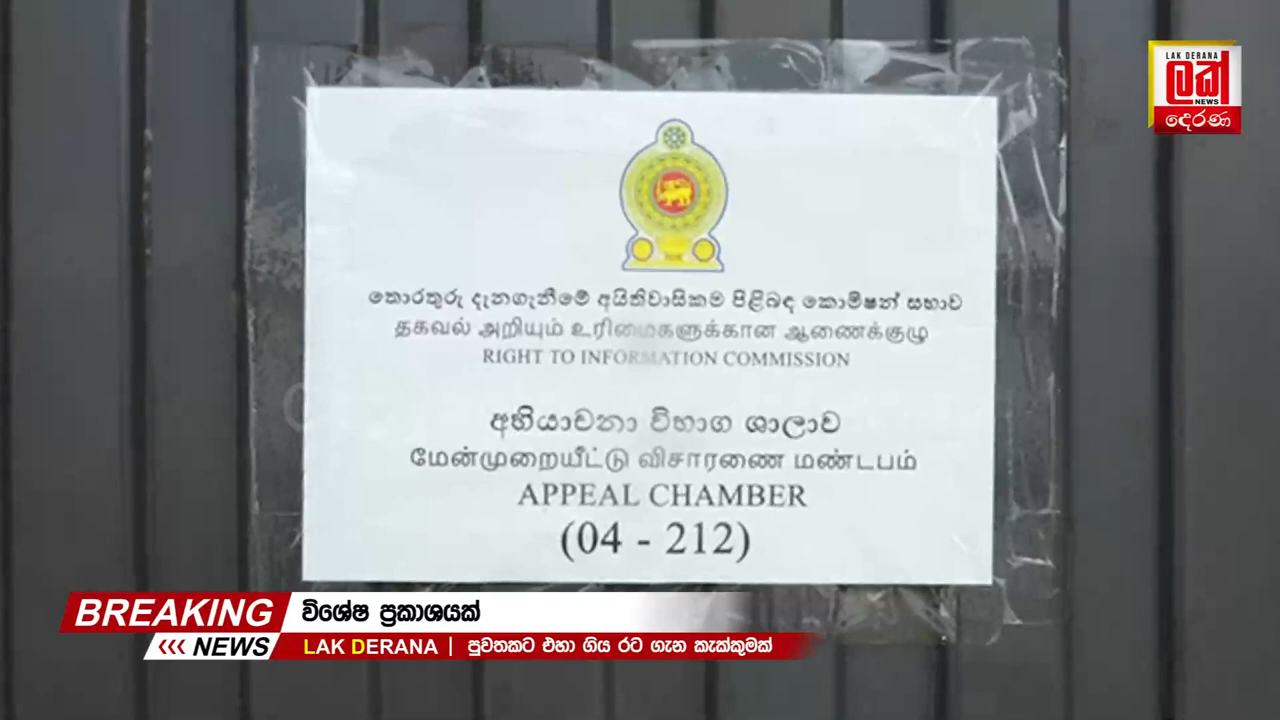 LAK DERANA
ලක්
NEWS
දෙරණ
තොරතුරු දැනගැනීමේ අයිතිවාසිකම පිළිබඳ කොමිෂන් සභාව
தகவல் அறியும் உரிமைகளுக்கான ஆணைக்குழு
RIGHT TO INFORMATION COMMISSION
අභියාචනා විභාග ශාලාව
மேன்முறையீட்டு விசாரணை மண்டபம்
APPEAL CHAMBER
(04 - 212)
BREAKING විශේෂ ප්‍රකාශයක්
<<< NEWS LAK DERANA | පුවතකට එහා ගිය රට ගැන කැක්කුමක්